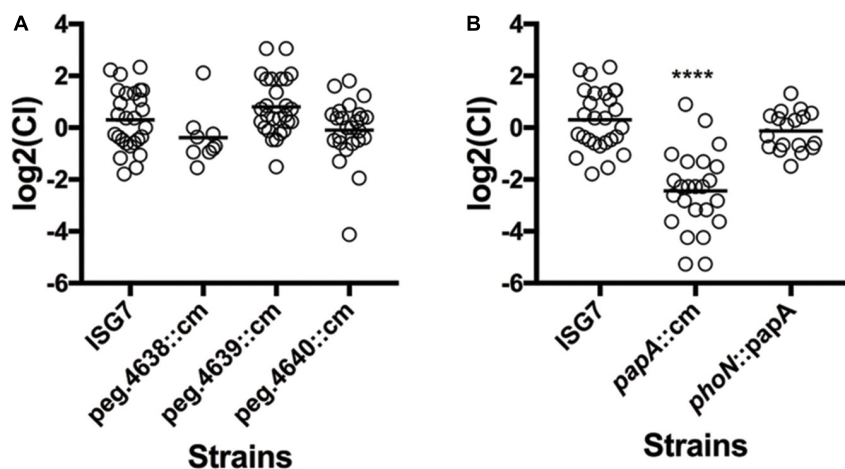 A
log2(CI)
4
2
0
-2
-4
-6
ISG7
peg.4638::cm
peg.4639::cm
peg.4640::cm
Strains
B
log2(CI)
4
2
0
-2
-4
-6
****
ISG7
papA::cm
phoN::papA
Strains